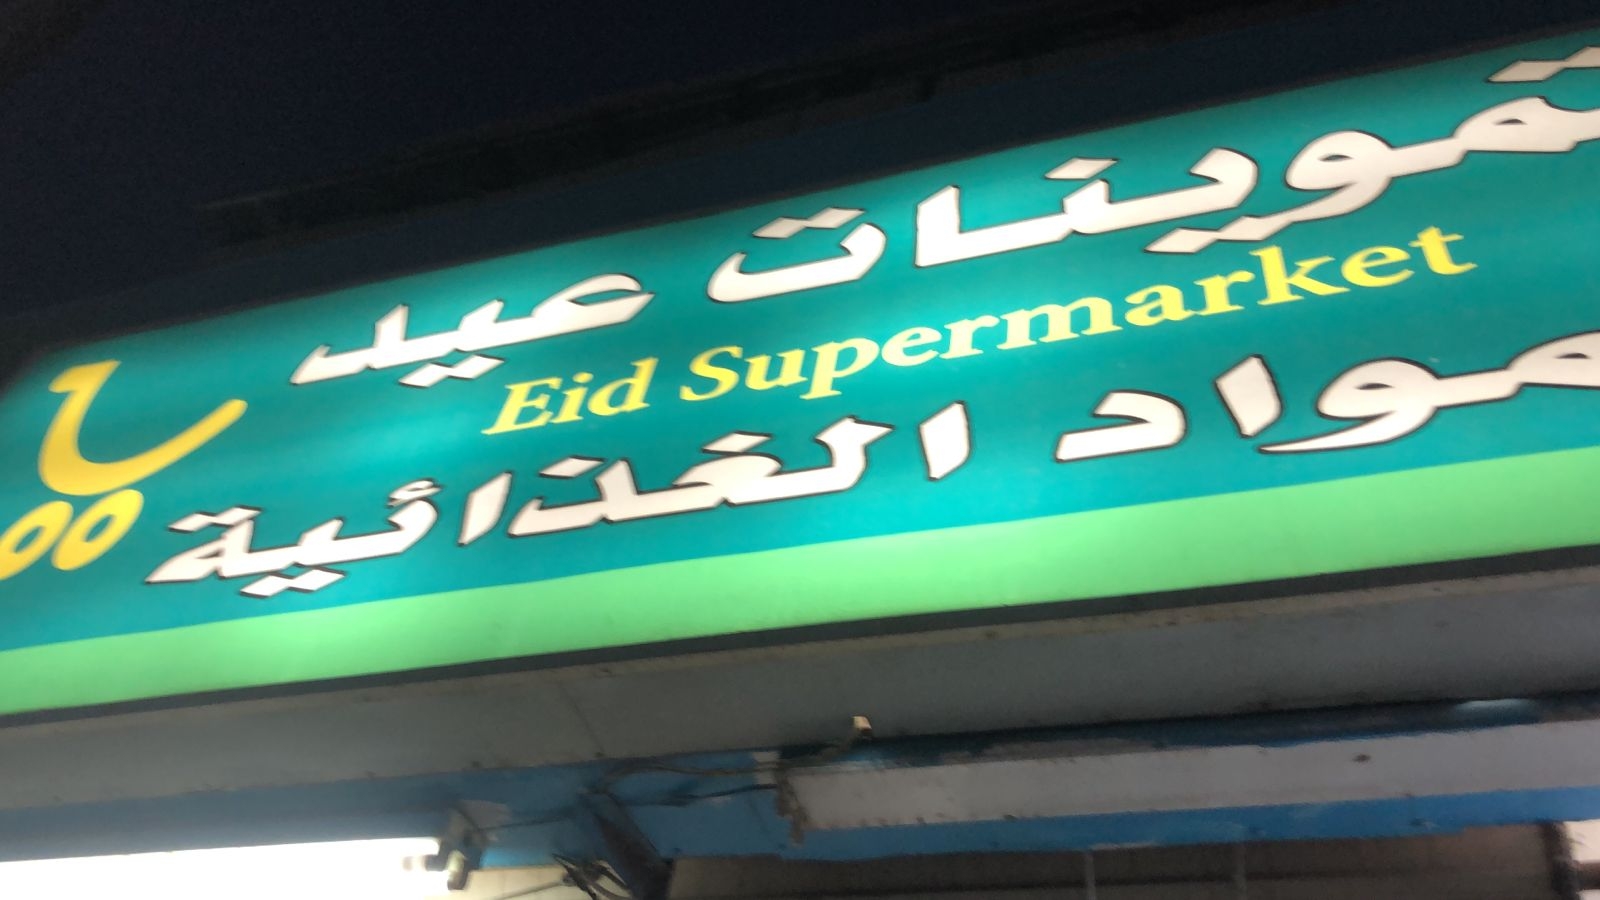 تموينات عيد
Eid Supermarket
مواد الغذائية